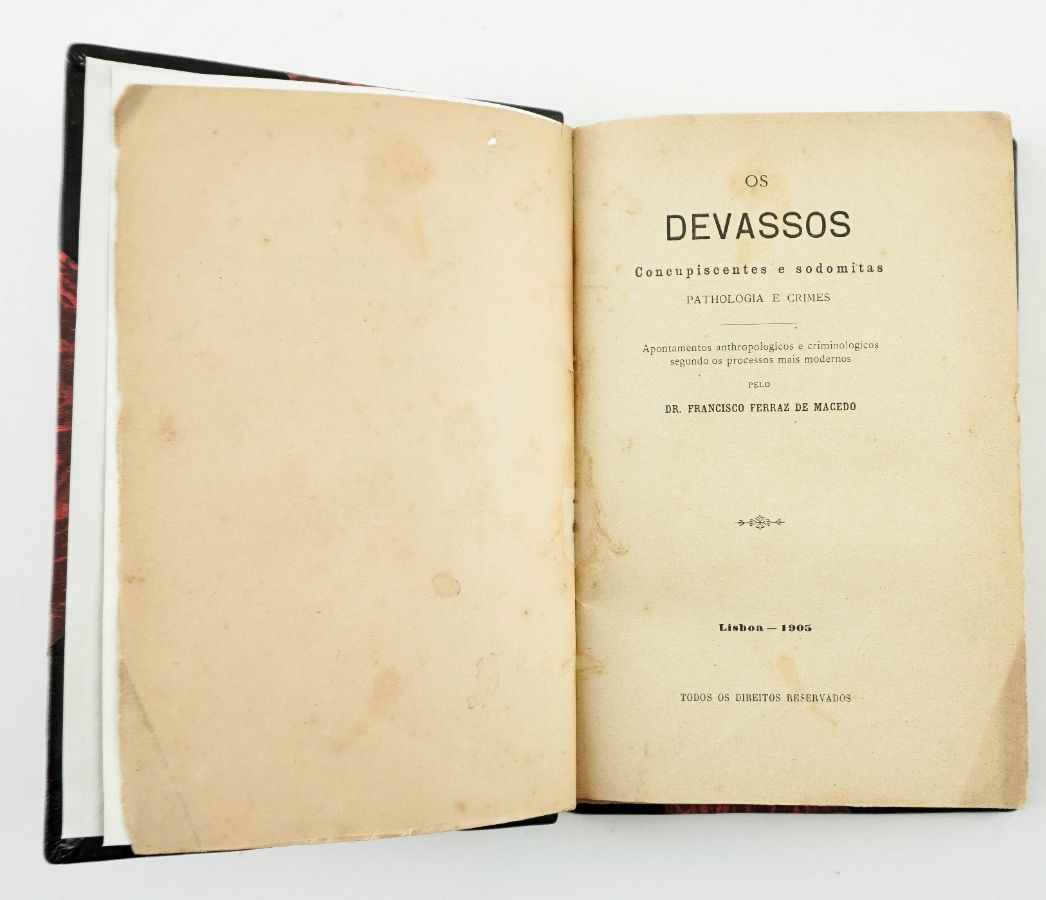 OS
DEVASSOS
Concupiscentes e sodomitas
PATHOLOGIA E CRIMES
Apontamentos anthropologicos e criminologicos
segundo os processos mais modernos
PELO
DR. FRANCISCO FERRAZ DE MACEDO
Lisboa — 1905
TODOS OS DIREITOS RESERVADOS